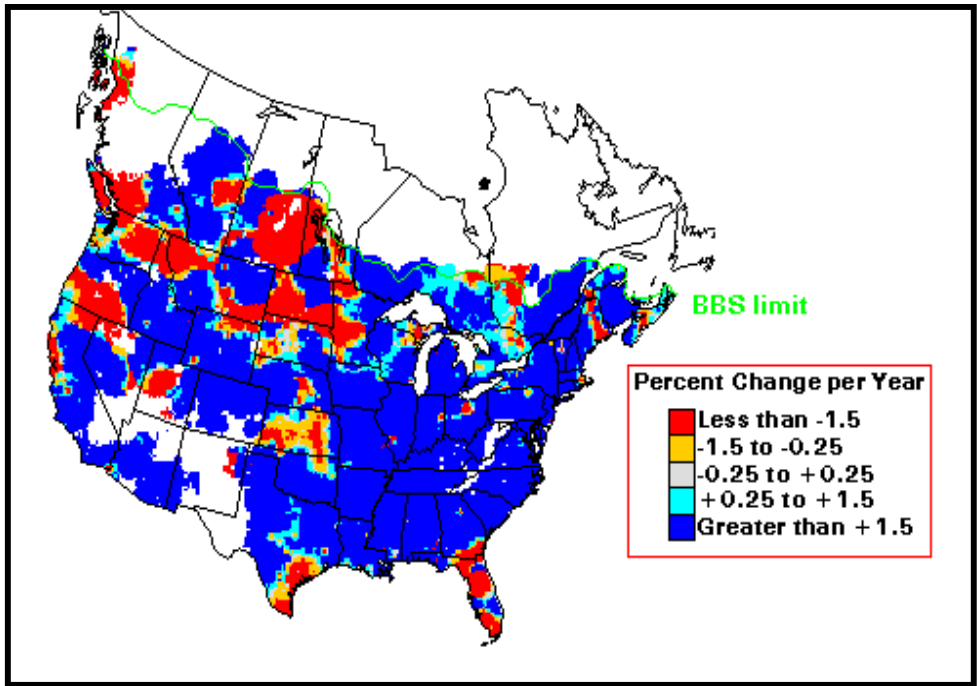 BBS limit
Percent Change per Year
Less than -1.5
-1.5 to -0.25
-0.25 to +0.25
+0.25 to +1.5
Greater than +1.5